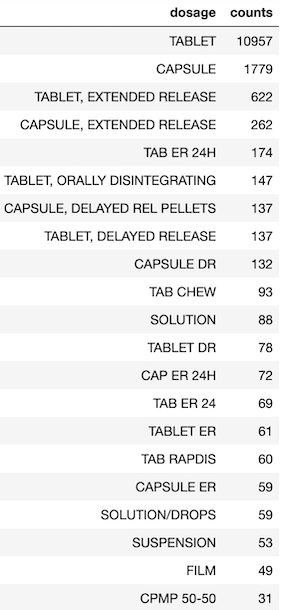 dosage counts
TABLET 10957
CAPSULE 1779
TABLET, EXTENDED RELEASE 622
CAPSULE, EXTENDED RELEASE 262
TAB ER 24H 174
TABLET, ORALLY DISINTEGRATING 147
CAPSULE, DELAYED REL PELLETS 137
TABLET, DELAYED RELEASE 137
CAPSULE DR 132
TAB CHEW 93
SOLUTION 88
TABLET DR 78
CAP ER 24H 72
TAB ER 24 69
TABLET ER 61
TAB RAPDIS 60
CAPSULE ER 59
SOLUTION/DROPS 59
SUSPENSION 53
FILM 49
CPMP 50-50 31